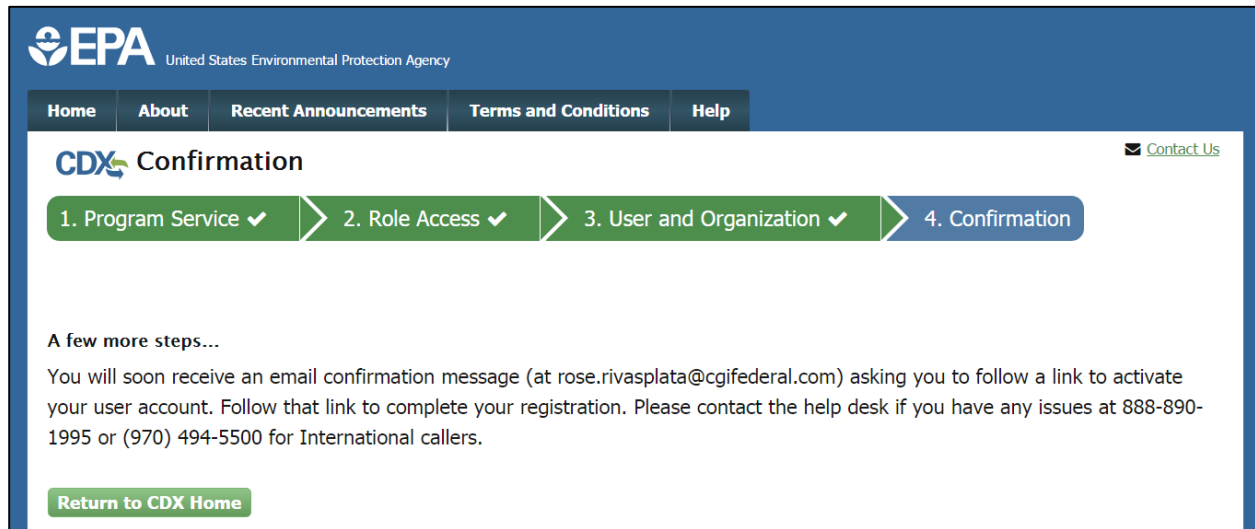 EPA United States Environmental Protection Agency
Home About Recent Announcements Terms and Conditions Help
CDX Confirmation
Contact Us
1. Program Service 2. Role Access 3. User and Organization 4. Confirmation
A few more steps...
You will soon receive an email confirmation message (at rose.rivasplata@cgifederal.com) asking you to follow a link to activate
your user account. Follow that link to complete your registration. Please contact the help desk if you have any issues at 888-890-
1995 or (970) 494-5500 for International callers.
Return to CDX Home